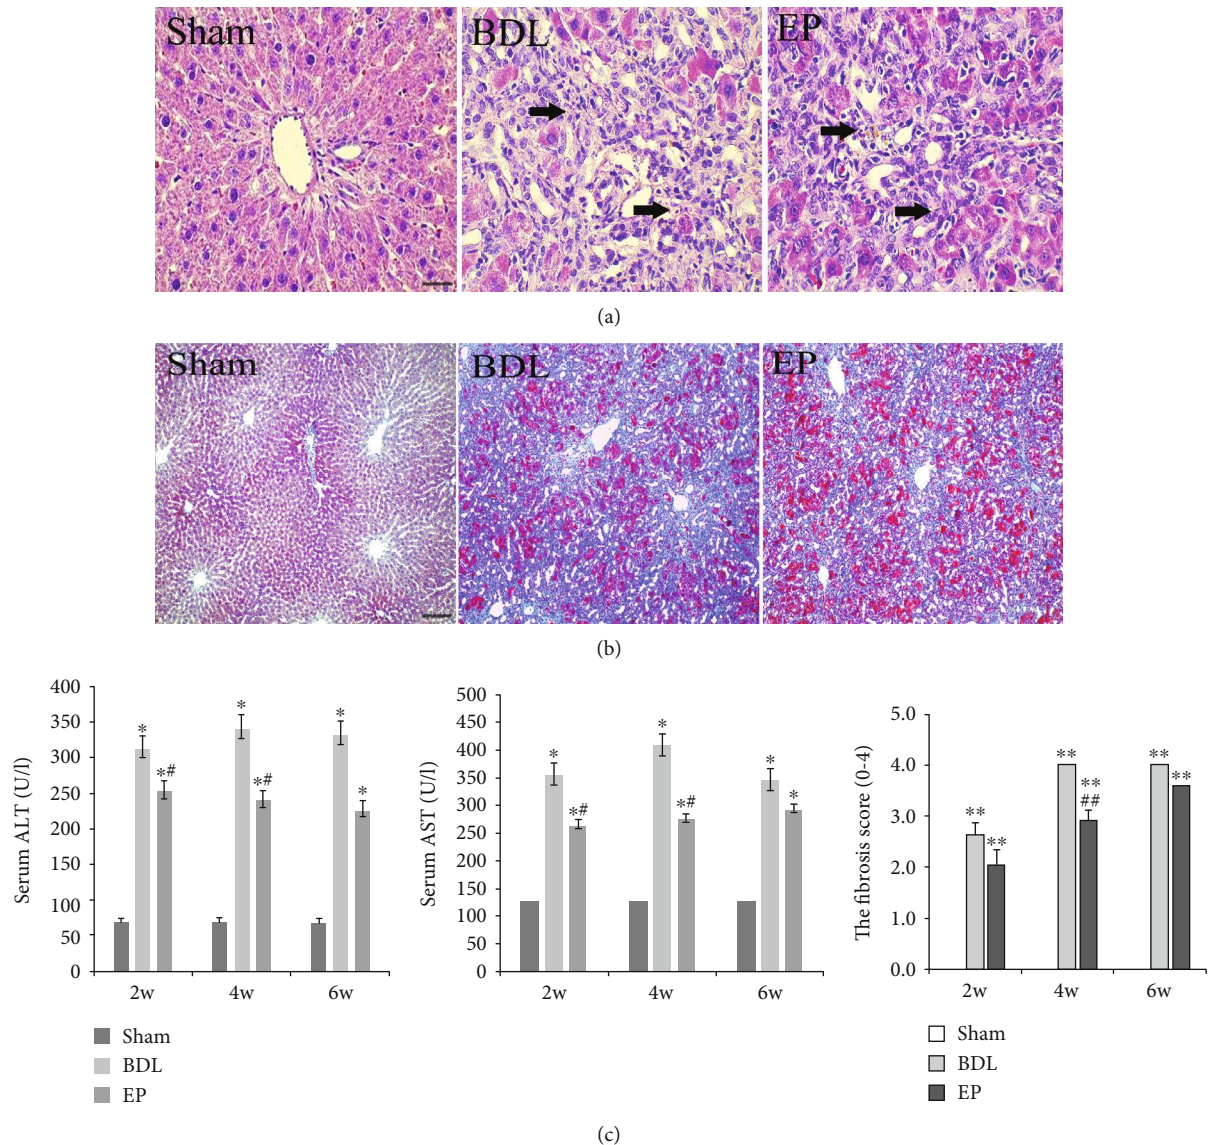 Sham BDL EP
(a)
Sham BDL EP
(b)
Serum ALT (U/l)
400
350
300
250
200
150
100
50
0
* *# * *# * *
2w 4w 6w
Sham
BDL
EP
Serum AST (U/l)
500
450
400
350
300
250
200
150
100
50
0
* *# * *# * *
2w 4w 6w
The fibrosis score (0-4)
5.0
4.0
3.0
2.0
1.0
0.0
** ** ** ** ## ** **
2w 4w 6w
Sham
BDL
EP
(c)